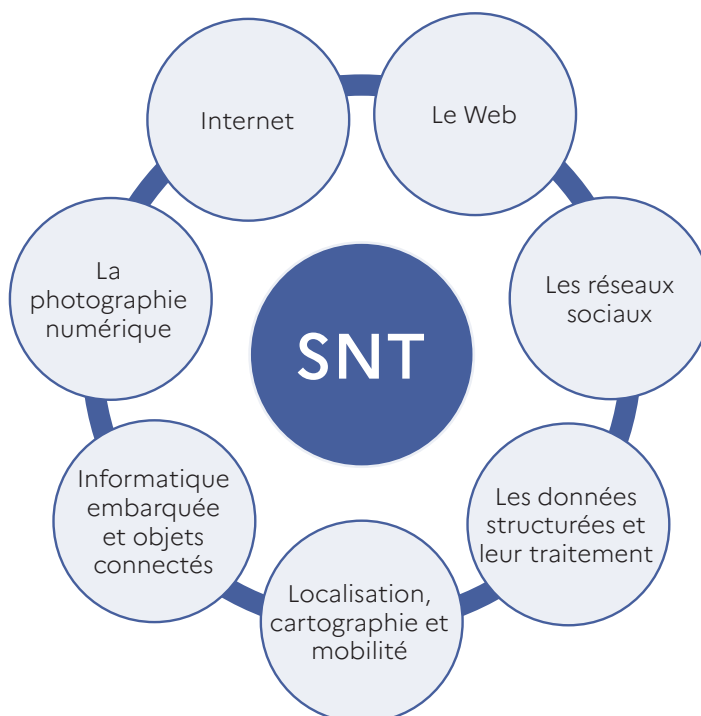 Internet
Le Web
La
photographie
numérique
Les réseaux
sociaux
SNT
Informatique
embarquée
et objets
connectés
Les données
structurées et
leur traitement
Localisation,
cartographie et
mobilité